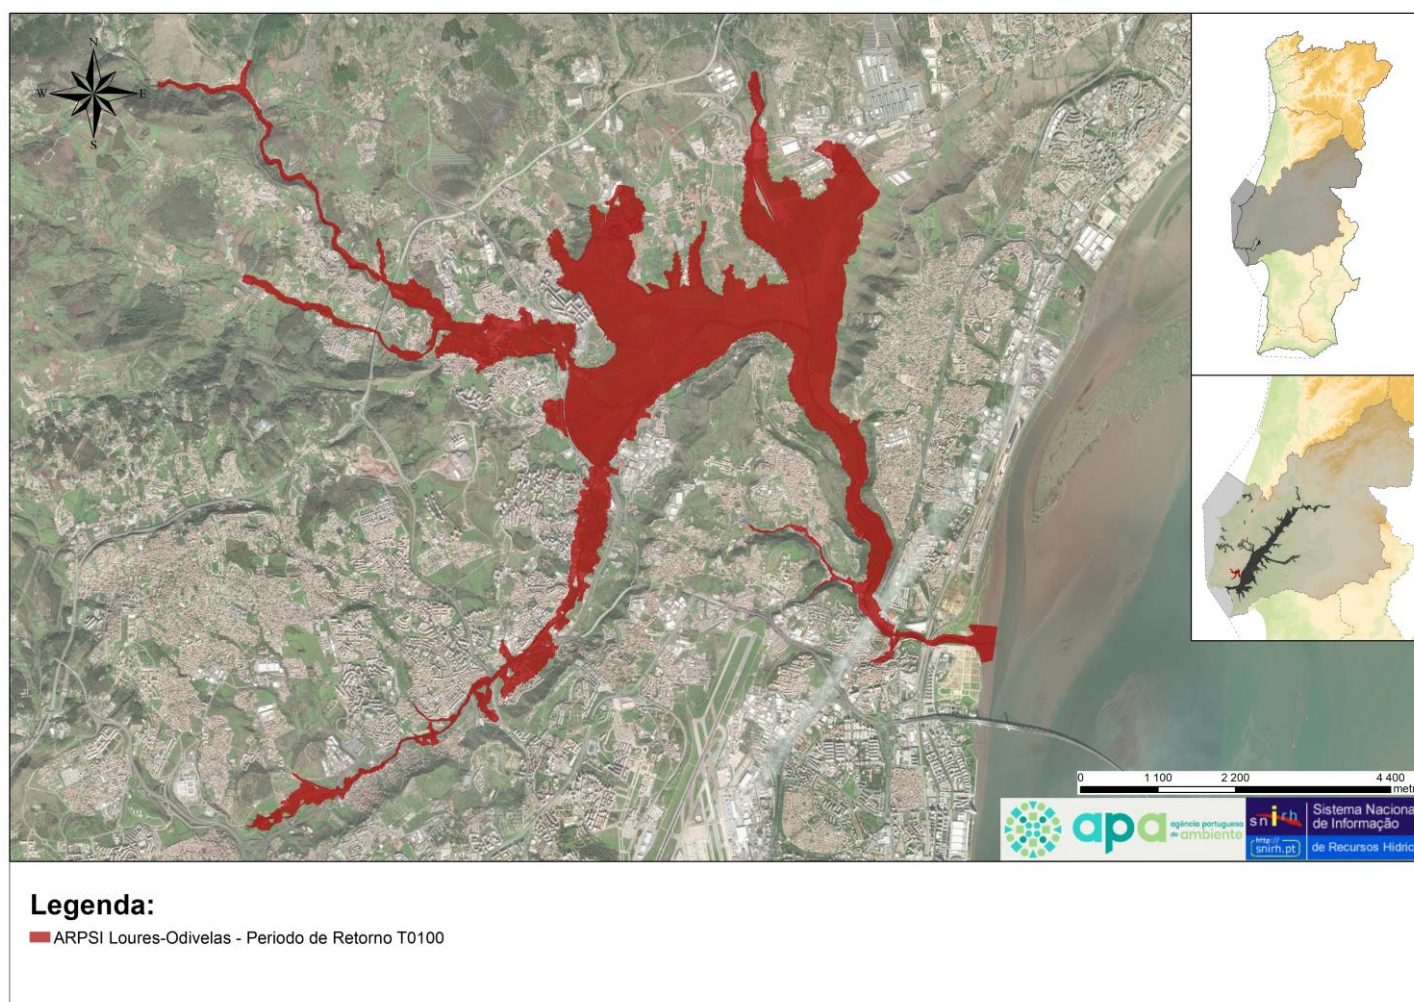 N
W E
S
0 1 100 2 200 4 400
metr
apa agência portuguesa
do ambiente
snirh
http://
snirh.pt
Sistema Naciona
de Informação
de Recursos Hídric
Legenda:
ARPSI Loures-Odivelas - Periodo de Retorno T0100